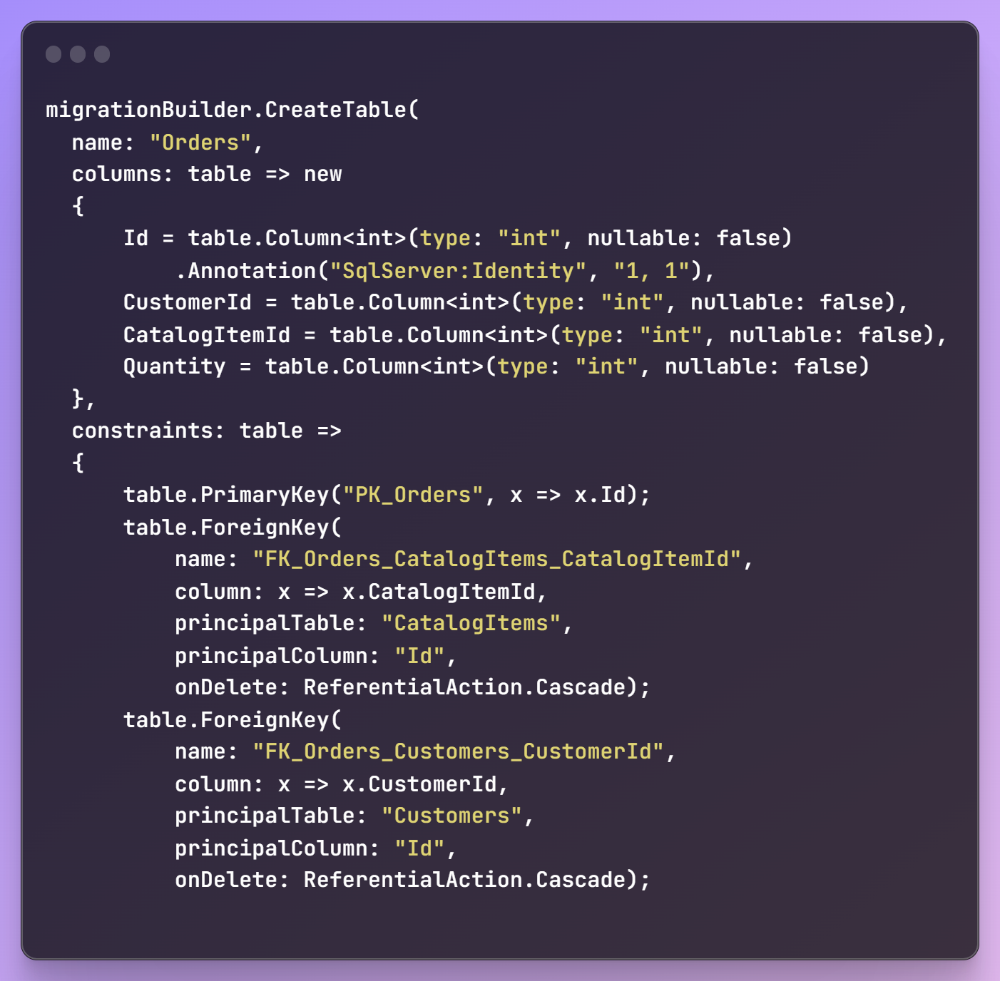 migrationBuilder.CreateTable(
  name: "Orders",
  columns: table => new
  {
      Id = table.Column<int>(type: "int", nullable: false)
          .Annotation("SqlServer:Identity", "1, 1"),
      CustomerId = table.Column<int>(type: "int", nullable: false),
      CatalogItemId = table.Column<int>(type: "int", nullable: false),
      Quantity = table.Column<int>(type: "int", nullable: false)
  },
  constraints: table =>
  {
      table.PrimaryKey("PK_Orders", x => x.Id);
      table.ForeignKey(
          name: "FK_Orders_CatalogItems_CatalogItemId",
          column: x => x.CatalogItemId,
          principalTable: "CatalogItems",
          principalColumn: "Id",
          onDelete: ReferentialAction.Cascade);
      table.ForeignKey(
          name: "FK_Orders_Customers_CustomerId",
          column: x => x.CustomerId,
          principalTable: "Customers",
          principalColumn: "Id",
          onDelete: ReferentialAction.Cascade);